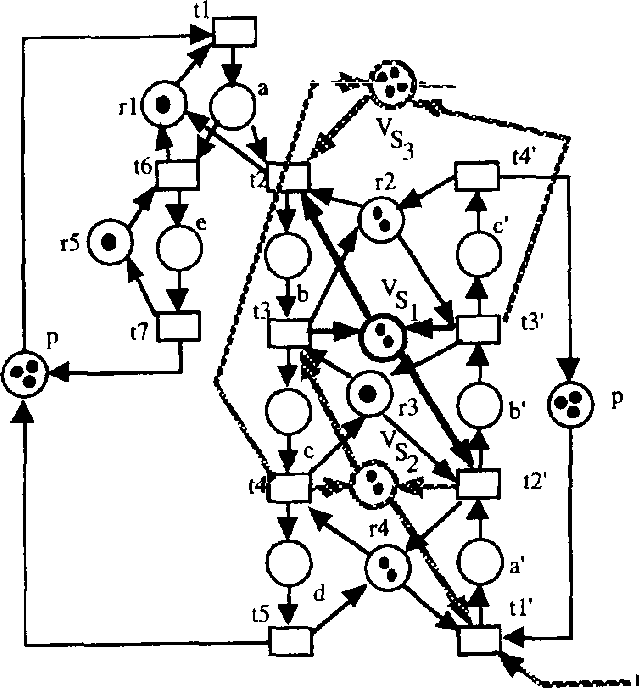 t1
a
r1
V S3
t4'
t6
t2
r2
e
c'
r5
b
V S1
t7
t3
t3'
p
r3
p
b'
c
V S2
t4
t2'
r4
a'
d
t1'
t5